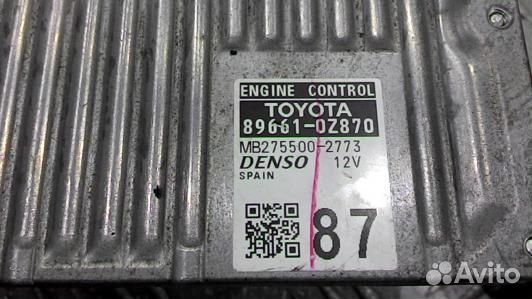 ENGINE CONTROL
TOYOTA
89661-0Z870
MB275500-2773
DENSO 12V
SPAIN
87
Avito